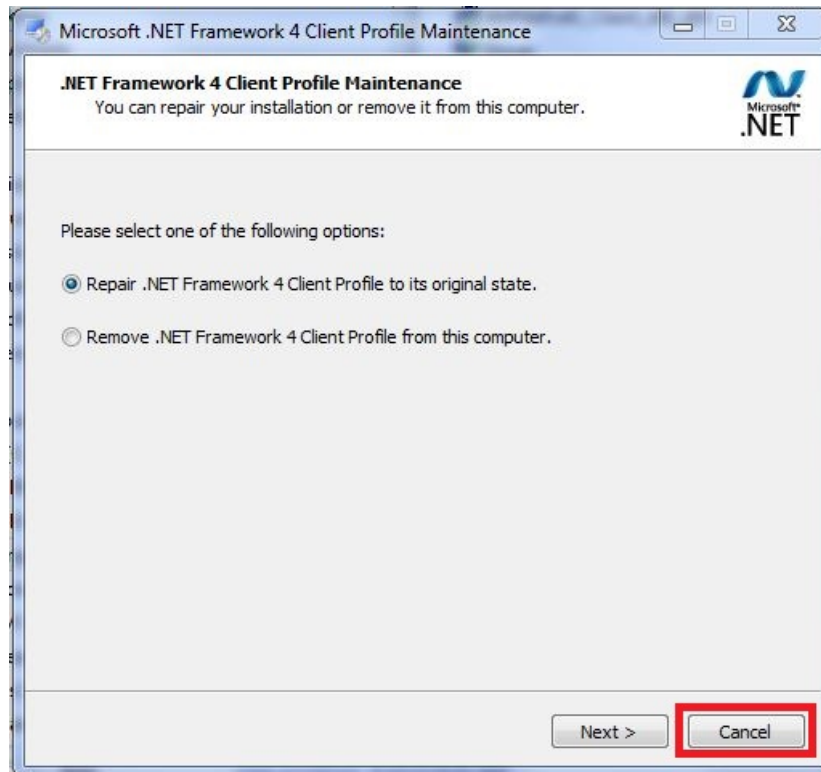 Microsoft .NET Framework 4 Client Profile Maintenance
.NET Framework 4 Client Profile Maintenance
You can repair your installation or remove it from this computer.
Microsoft®
.NET
Please select one of the following options:
Repair .NET Framework 4 Client Profile to its original state.
Remove .NET Framework 4 Client Profile from this computer.
Next >
Cancel